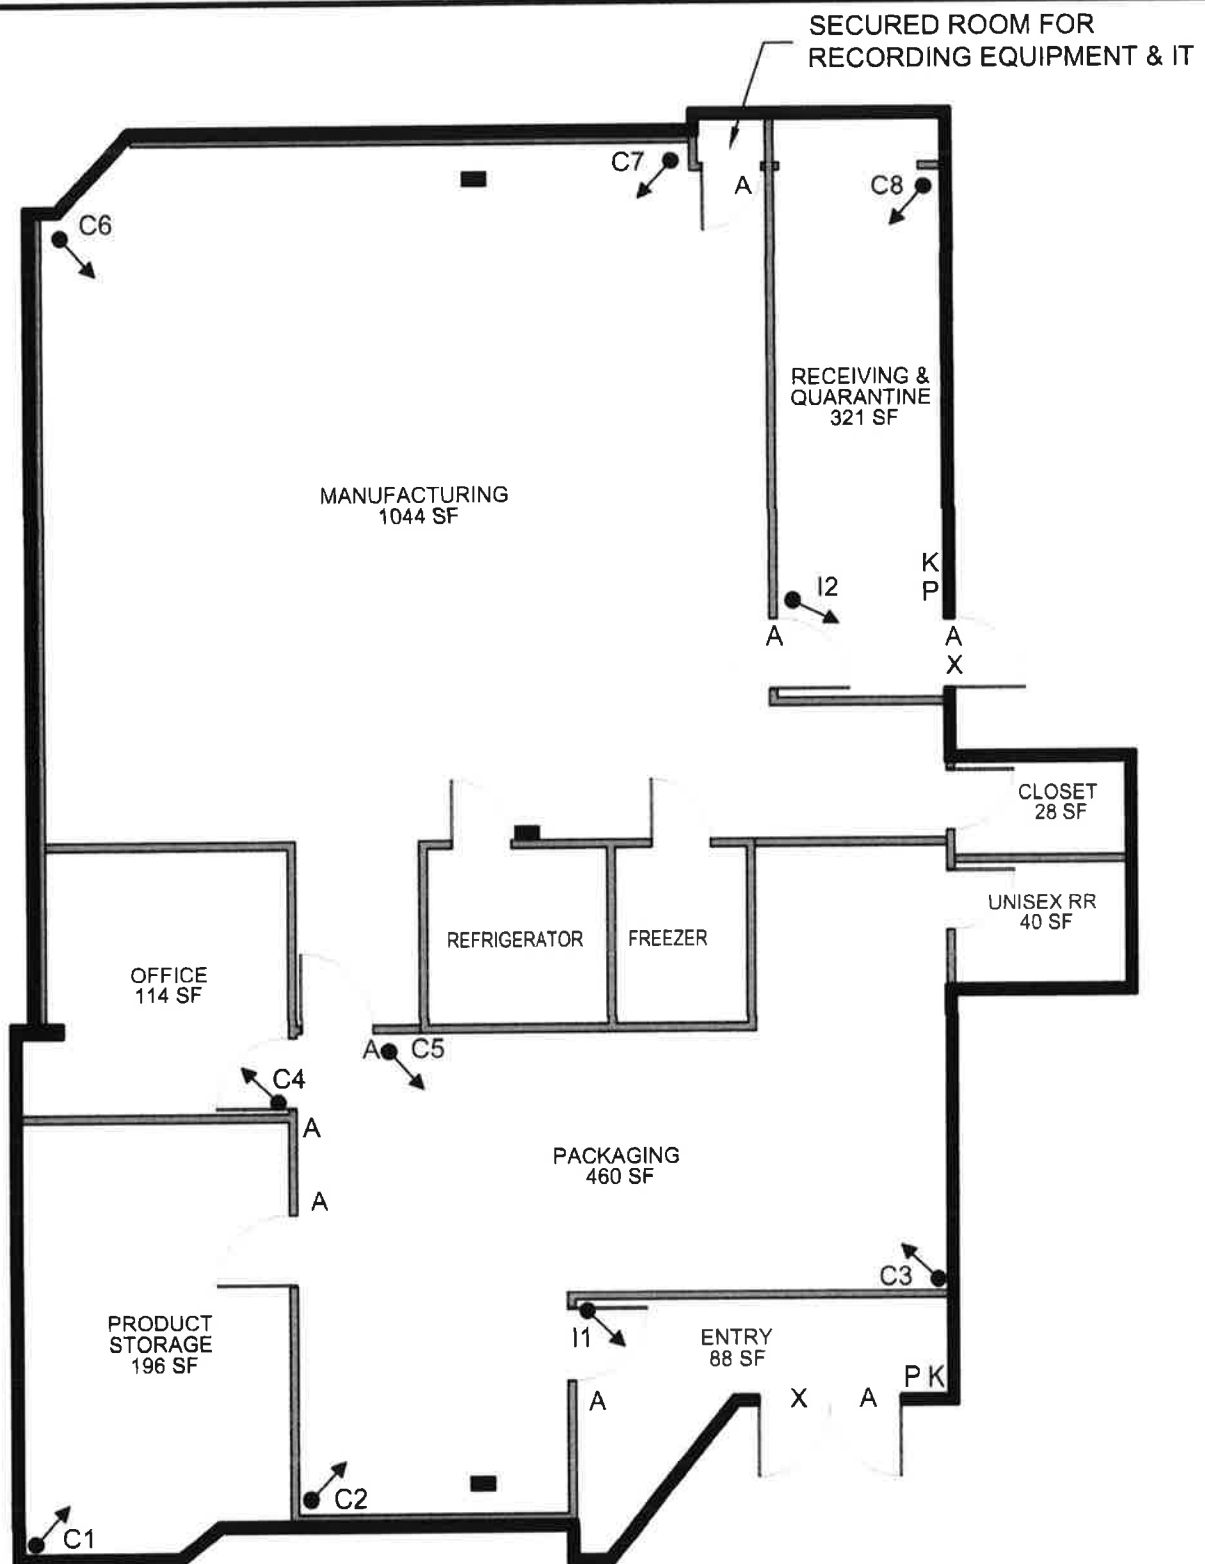 SECURED ROOM FOR
RECORDING EQUIPMENT & IT
C7
A
C8
C6
RECEIVING &
QUARANTINE
321 SF
MANUFACTURING
1044 SF
K
P
I2
A
A
X
CLOSET
28 SF
UNISEX RR
40 SF
REFRIGERATOR
FREEZER
OFFICE
114 SF
A
C5
C4
A
PACKAGING
460 SF
A
C3
PRODUCT
STORAGE
196 SF
I1
ENTRY
88 SF
P K
A
X
A
C2
C1